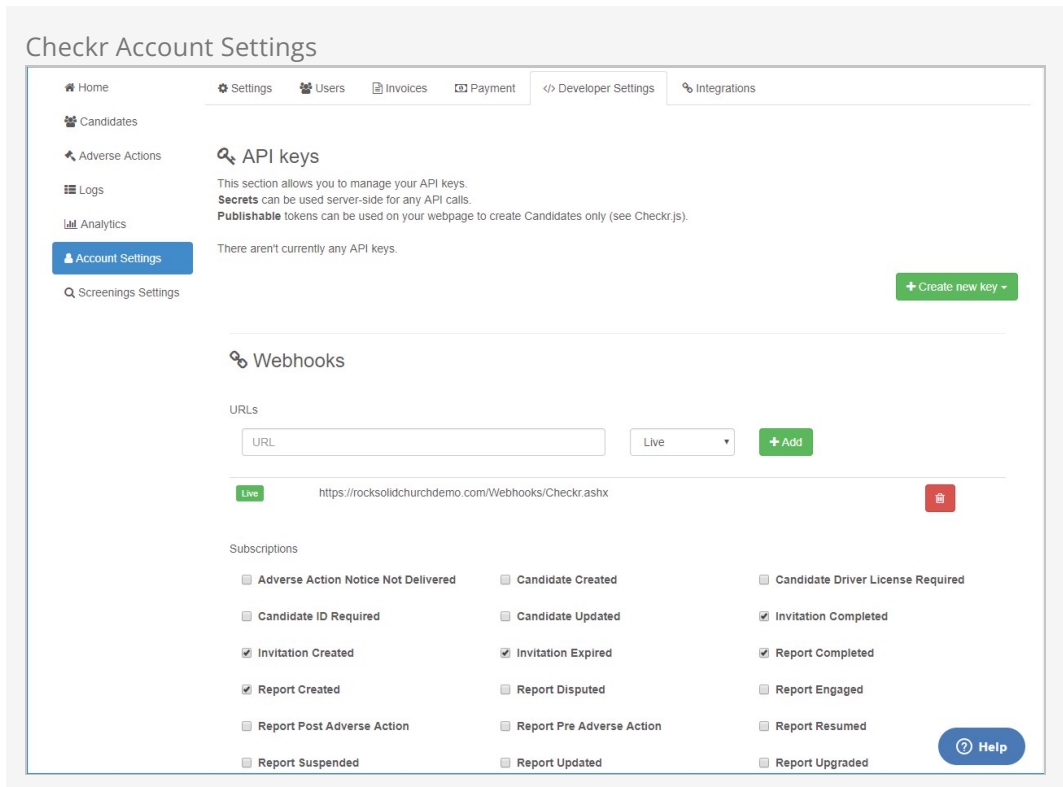 Checkr Account Settings
Home
Candidates
Adverse Actions
Logs
Analytics
Account Settings
Screenings Settings
Settings
Users
Invoices
Payment
</> Developer Settings
Integrations
API keys
This section allows you to manage your API keys.
Secrets can be used server-side for any API calls.
Publishable tokens can be used on your webpage to create Candidates only (see Checkr.js).
There aren't currently any API keys.
+ Create new key
Webhooks
URLs
URL
Live
+ Add
Live
https://rocksolidchurchdemo.com/Webhooks/Checkr.ashx
Subscriptions
Adverse Action Notice Not Delivered
Candidate Created
Candidate Driver License Required
Candidate ID Required
Candidate Updated
Invitation Completed
Invitation Created
Invitation Expired
Report Completed
Report Created
Report Disputed
Report Engaged
Report Post Adverse Action
Report Pre Adverse Action
Report Resumed
Report Suspended
Report Updated
Report Upgraded
? Help